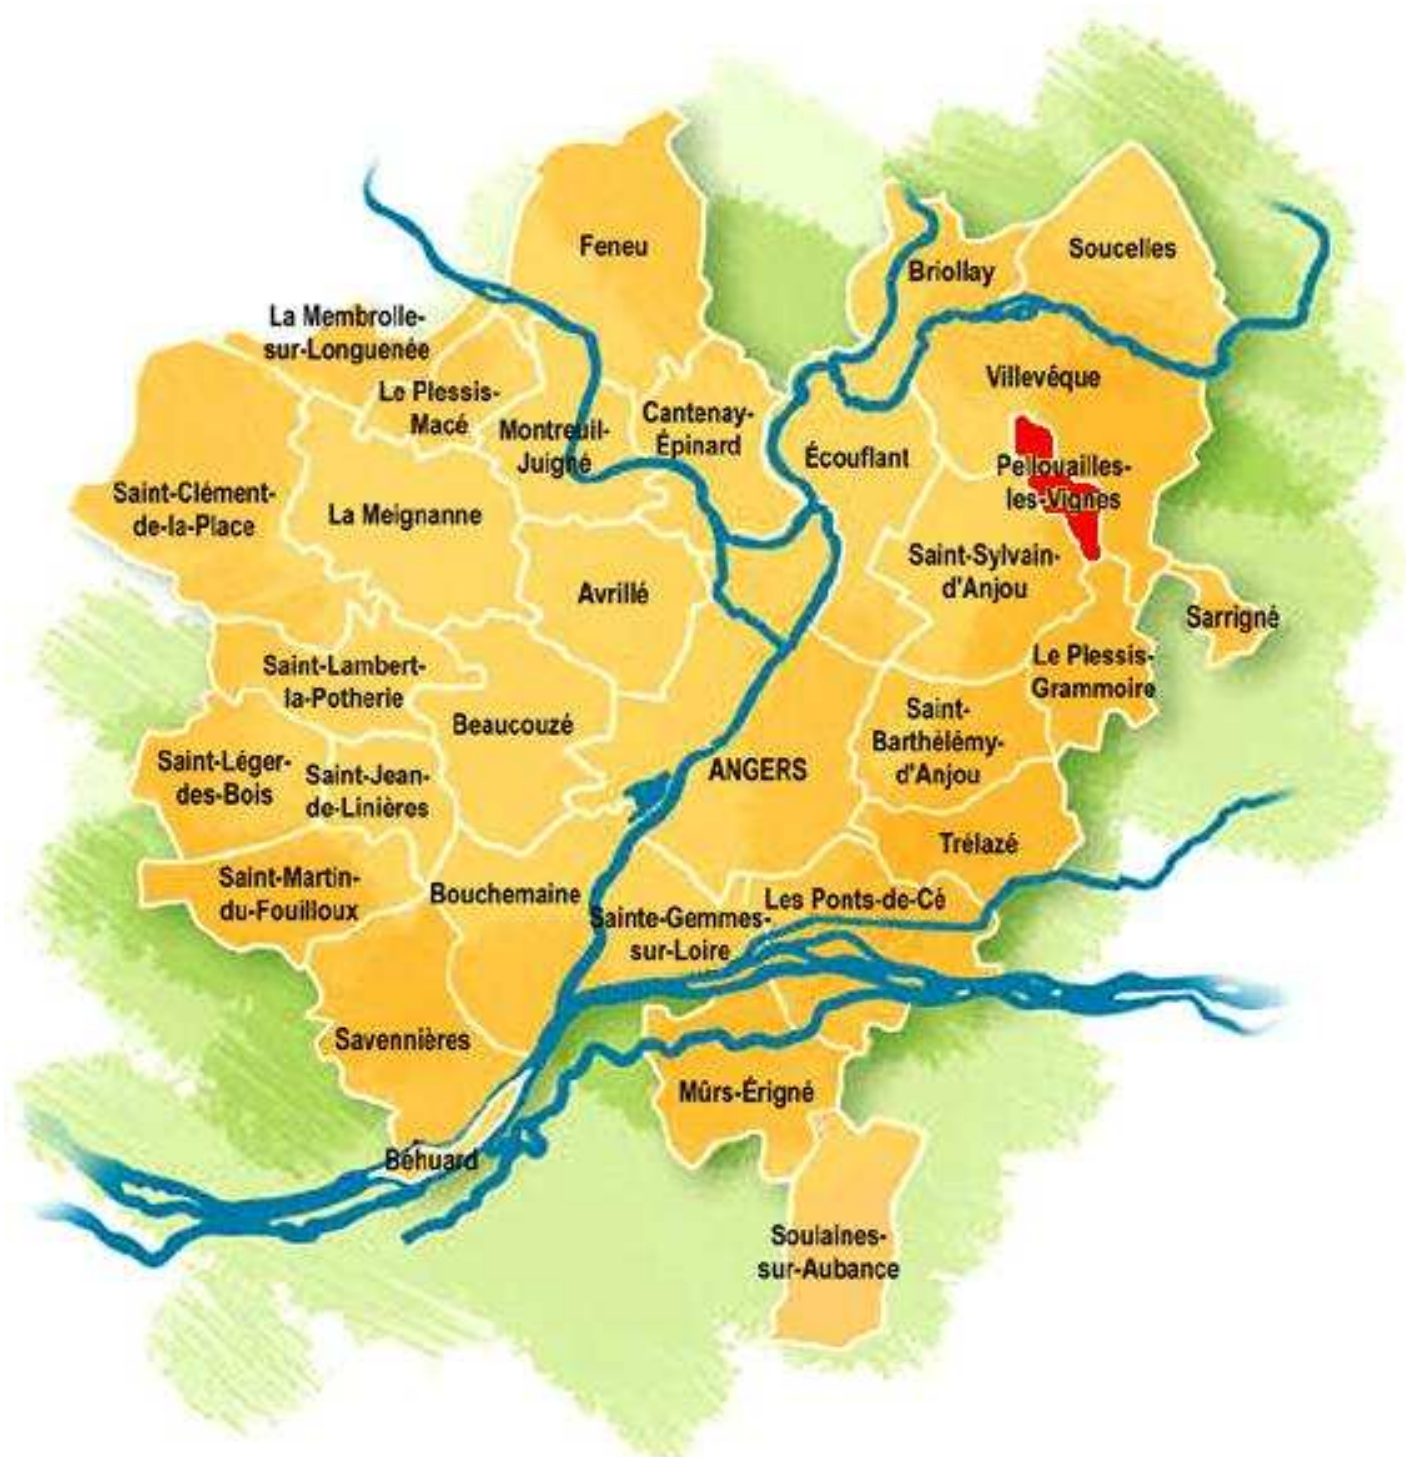 Feneu
Soucelles
Briollay
La Membrolle-
sur-Longuenée
Villevêque
Le Plessis-
Macé
Cantenay-
Épinard
Montreuil-
Juigné
Écouflant
Pellouailles-
les-Vignes
Saint-Clément-
de-la-Place
La Meignanne
Saint-Sylvain-
d'Anjou
Avrillé
Sarrigné
Saint-Lambert-
la-Potherie
Le Plessis-
Grammoire
Beaucouzé
Saint-
Barthélémy-
d'Anjou
Saint-Léger-
des-Bois
Saint-Jean-
de-Linières
ANGERS
Trélazé
Saint-Martin-
du-Fouilloux
Bouchemaine
Les Ponts-de-Cé
Sainte-Gemmes-
sur-Loire
Savennières
Mûrs-Érigné
Béhuard
Soulaines-
sur-Aubance